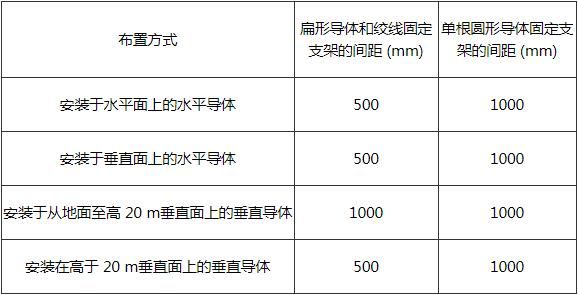 布置方式
扁形导体和绞线固定
支架的间距 (mm)
单根圆形导体固定支
架的间距 (mm)
安装于水平面上的水平导体
500
1000
安装于垂直面上的水平导体
500
1000
安装于从地面至高 20 m垂直面上的垂直导体
1000
1000
安装在高于 20 m垂直面上的垂直导体
500
1000